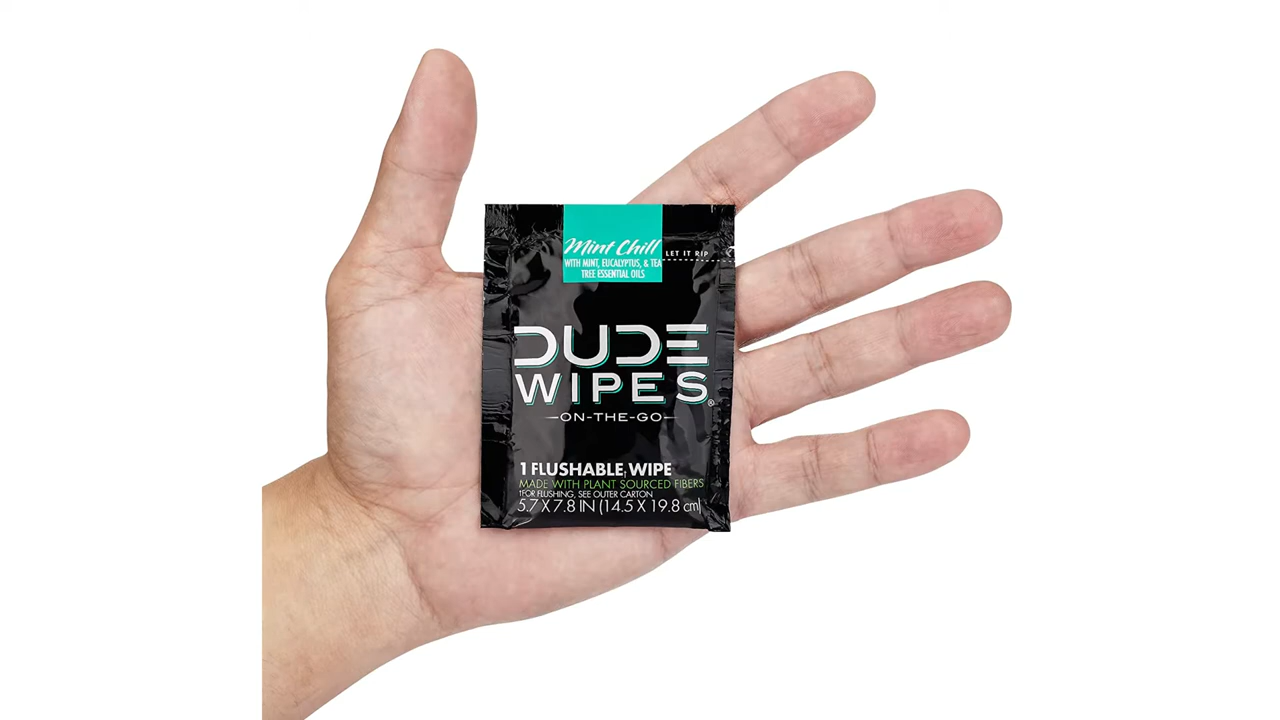 Mint Chill
WITH MINT, EUCALYPTUS, & TEA
TREE ESSENTIAL OILS
LET IT RIP
DUDE
WIPES®
ON-THE-GO
1 FLUSHABLE† WIPE
MADE WITH PLANT SOURCED FIBERS
†FOR FLUSHING, SEE OUTER CARTON
5.7 X 7.8 IN (14.5 X 19.8 cm)